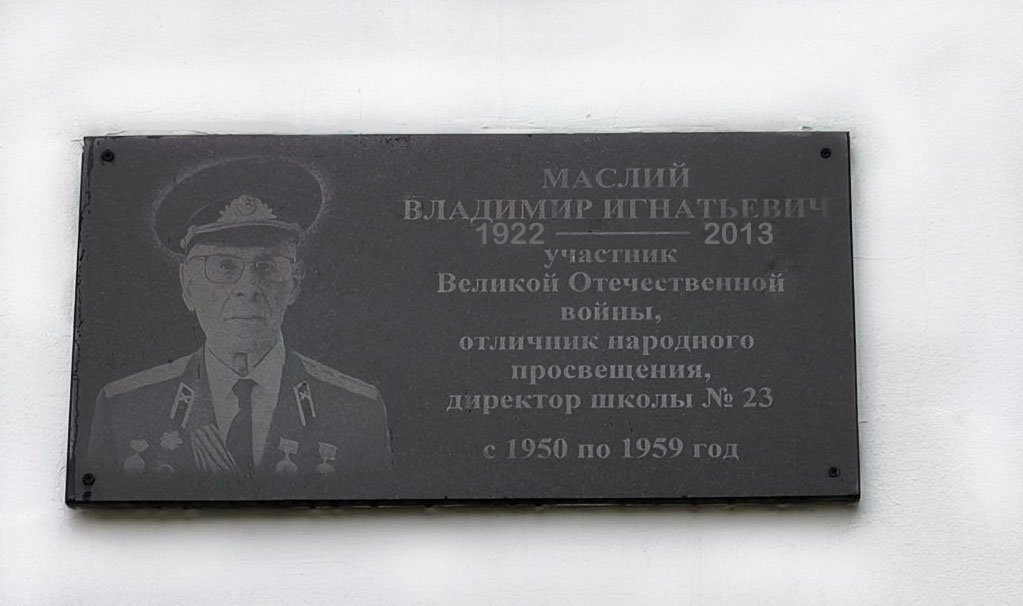 МАСЛИЙ
ВЛАДИМИР ИГНАТЬЕВИЧ
1922 ——— 2013
участник
Великой Отечественной
войны,
отличник народного
просвещения,
директор школы № 23
с 1950 по 1959 год